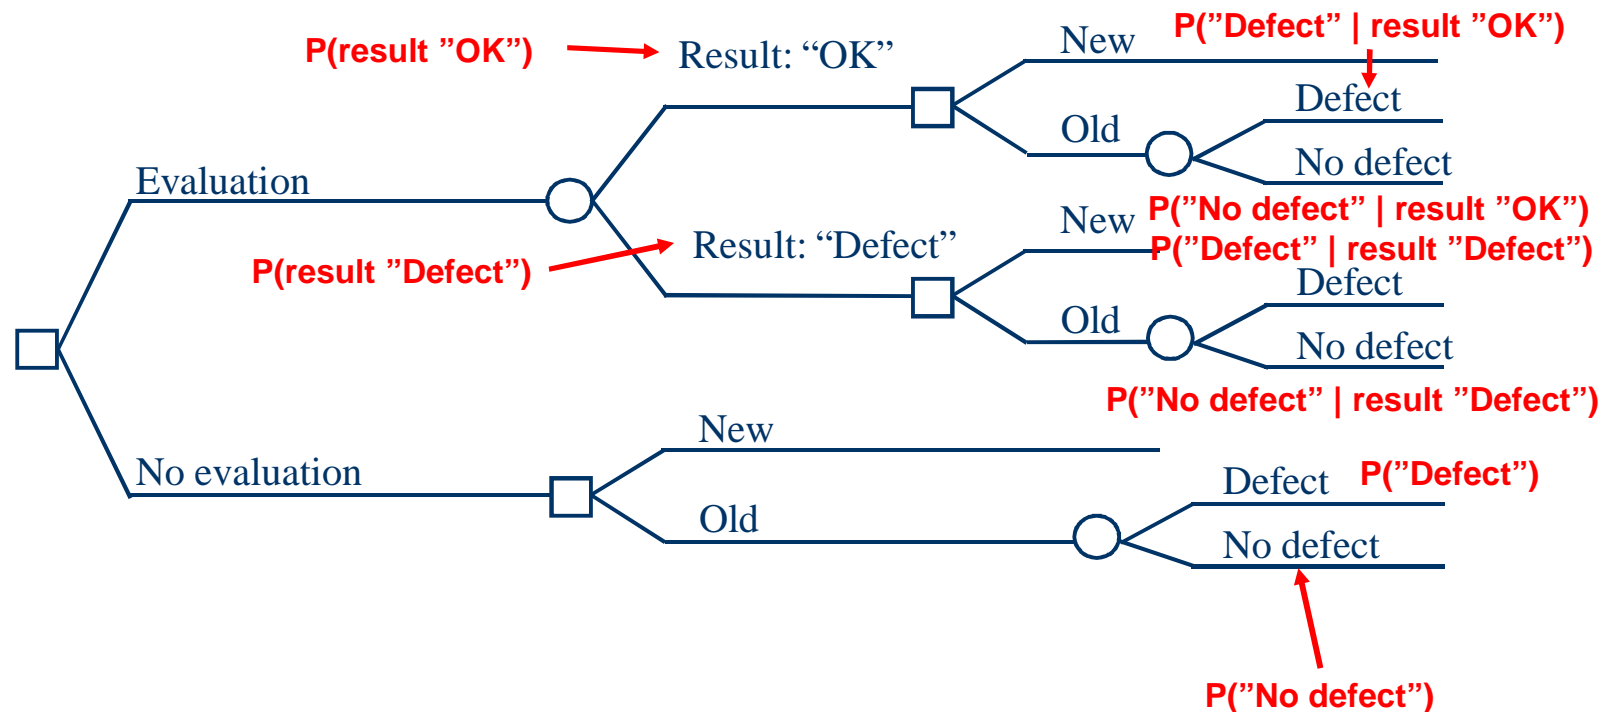 P("Defect" | result "OK")
New
P(result "OK")
Result: “OK”
Defect
Old
No defect
Evaluation
P("No defect" | result "OK")
New
Result: “Defect”
P("Defect" | result "Defect")
P(result "Defect")
Defect
Old
No defect
P("No defect" | result "Defect")
New
No evaluation
Defect
P("Defect")
Old
No defect
P("No defect")